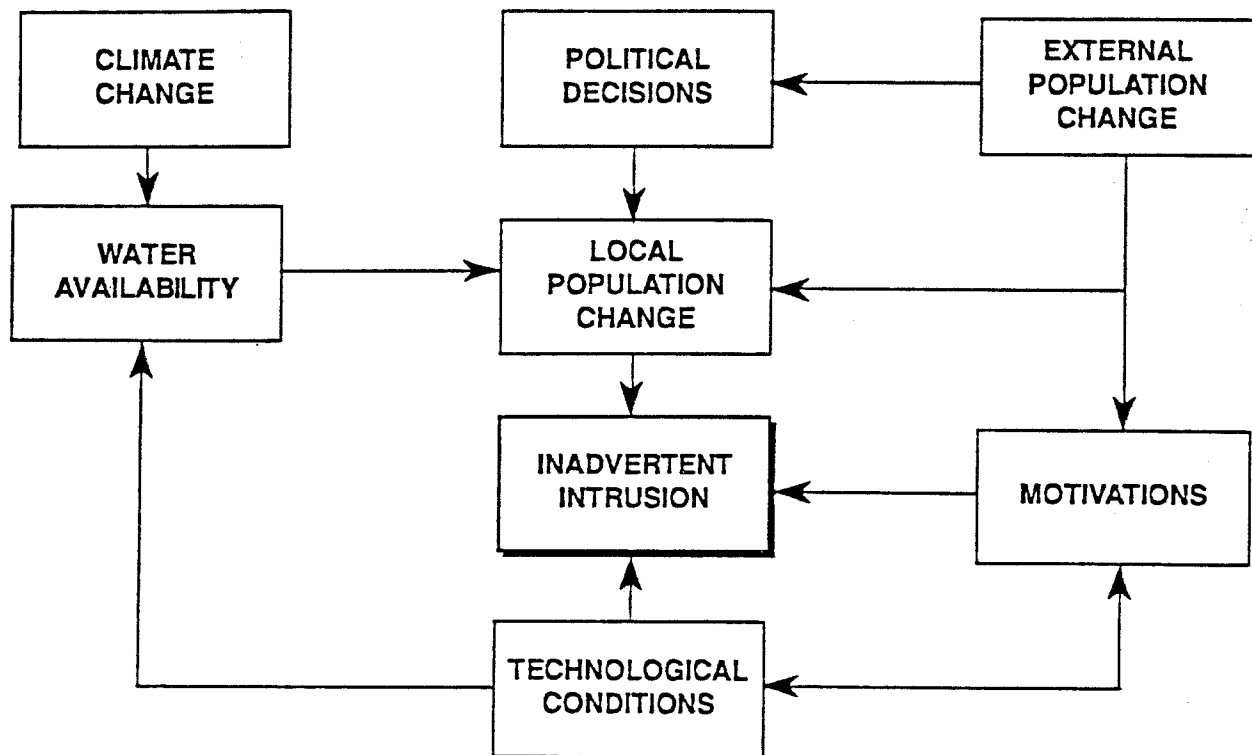 CLIMATE
CHANGE
POLITICAL
DECISIONS
EXTERNAL
POPULATION
CHANGE
WATER
AVAILABILITY
LOCAL
POPULATION
CHANGE
INADVERTENT
INTRUSION
MOTIVATIONS
TECHNOLOGICAL
CONDITIONS